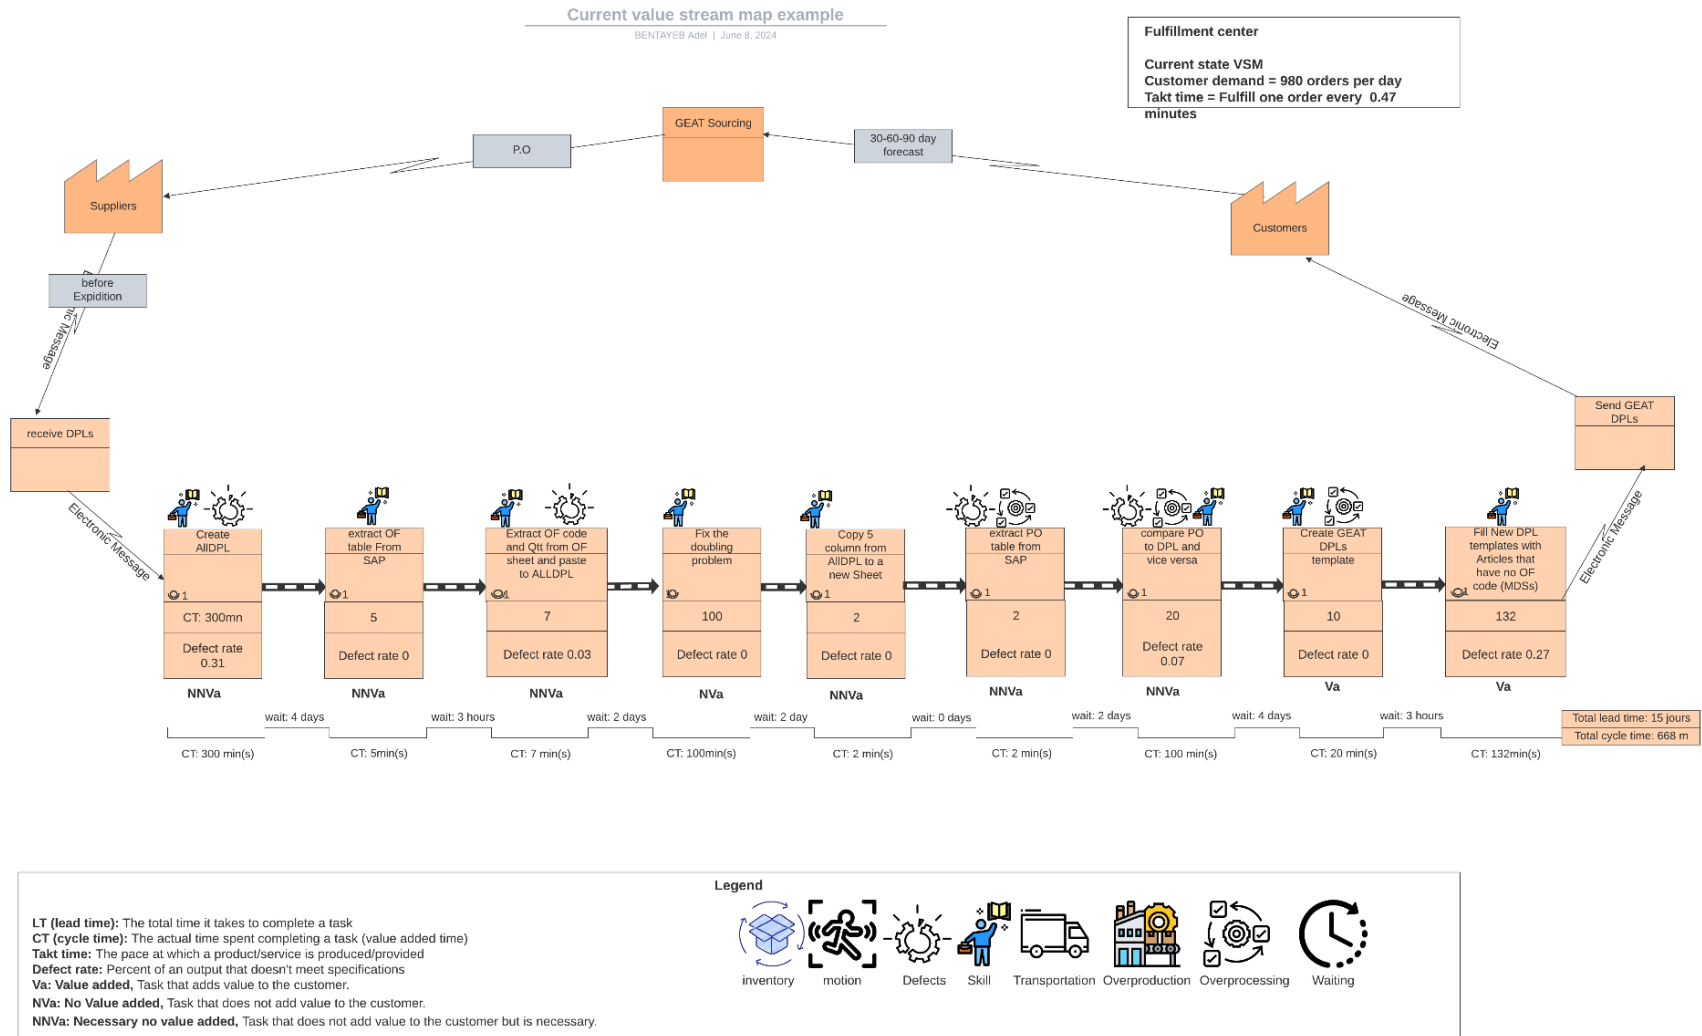 Current value stream map example
BENTAYEB Adel | June 8, 2024
Fulfillment center
Current state VSM
Customer demand = 980 orders per day
Takt time = Fulfill one order every 0.47
minutes
GEAT Sourcing
P.O
30-60-90 day
forecast
Suppliers
Customers
before
Expidition
Message
Electronic Message
receive DPLs
Send GEAT
DPLs
Electronic Message
Electronic Message
Create
AllDPL
1
CT: 300mn
Defect rate
0.31
NNVa
extract OF
table From
SAP
1
5
Defect rate 0
NNVa
Extract OF code
and Qtt from OF
sheet and paste
to ALLDPL
1
7
Defect rate 0.03
NNVa
Fix the
doubling
problem
100
Defect rate 0
NVa
Copy 5
column from
AllDPL to a
new Sheet
1
2
Defect rate 0
NNVa
extract PO
table from
SAP
1
2
Defect rate 0
NNVa
compare PO
to DPL and
vice versa
1
20
Defect rate
0.07
NNVa
Create GEAT
DPLs
template
1
10
Defect rate 0
Va
Fill New DPL
templates with
Articles that
have no OF
code (MDSs)
1
132
Defect rate 0.27
Va
wait: 4 days
wait: 3 hours
wait: 2 days
wait: 2 day
wait: 0 days
wait: 2 days
wait: 4 days
wait: 3 hours
CT: 300 min(s)
CT: 5min(s)
CT: 7 min(s)
CT: 100min(s)
CT: 2 min(s)
CT: 2 min(s)
CT: 100 min(s)
CT: 20 min(s)
CT: 132min(s)
Total lead time: 15 jours
Total cycle time: 668 m
Legend
LT (lead time): The total time it takes to complete a task
CT (cycle time): The actual time spent completing a task (value added time)
Takt time: The pace at which a product/service is produced/provided
Defect rate: Percent of an output that doesn't meet specifications
Va: Value added, Task that adds value to the customer.
NVa: No Value added, Task that does not add value to the customer.
NNVa: Necessary no value added, Task that does not add value to the customer but is necessary.
inventory
motion
Defects
Skill
Transportation
Overproduction
Overprocessing
Waiting